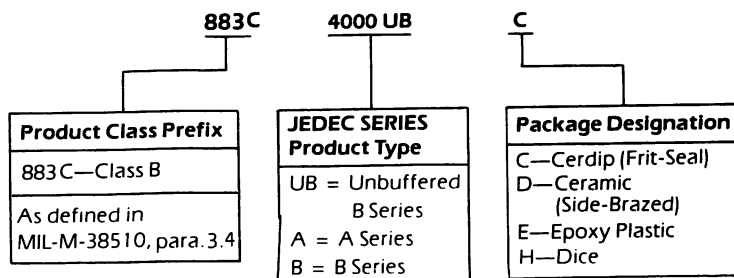 883C 4000 UB C
Product Class Prefix
883C—Class B
As defined in
MIL-M-38510, para. 3.4
JEDEC SERIES
Product Type
UB = Unbuffered
B Series
A = A Series
B = B Series
Package Designation
C—Cerdip (Frit-Seal)
D—Ceramic
(Side-Brazed)
E—Epoxy Plastic
H—Dice